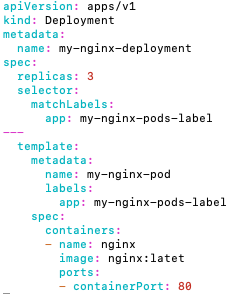 apiVersion: apps/v1
kind: Deployment
metadata:
  name: my-nginx-deployment
spec:
  replicas: 3
  selector:
    matchLabels:
      app: my-nginx-pods-label
---
  template:
    metadata:
      name: my-nginx-pod
      labels:
        app: my-nginx-pods-label
    spec:
      containers:
      - name: nginx
        image: nginx:latet
        ports:
        - containerPort: 80